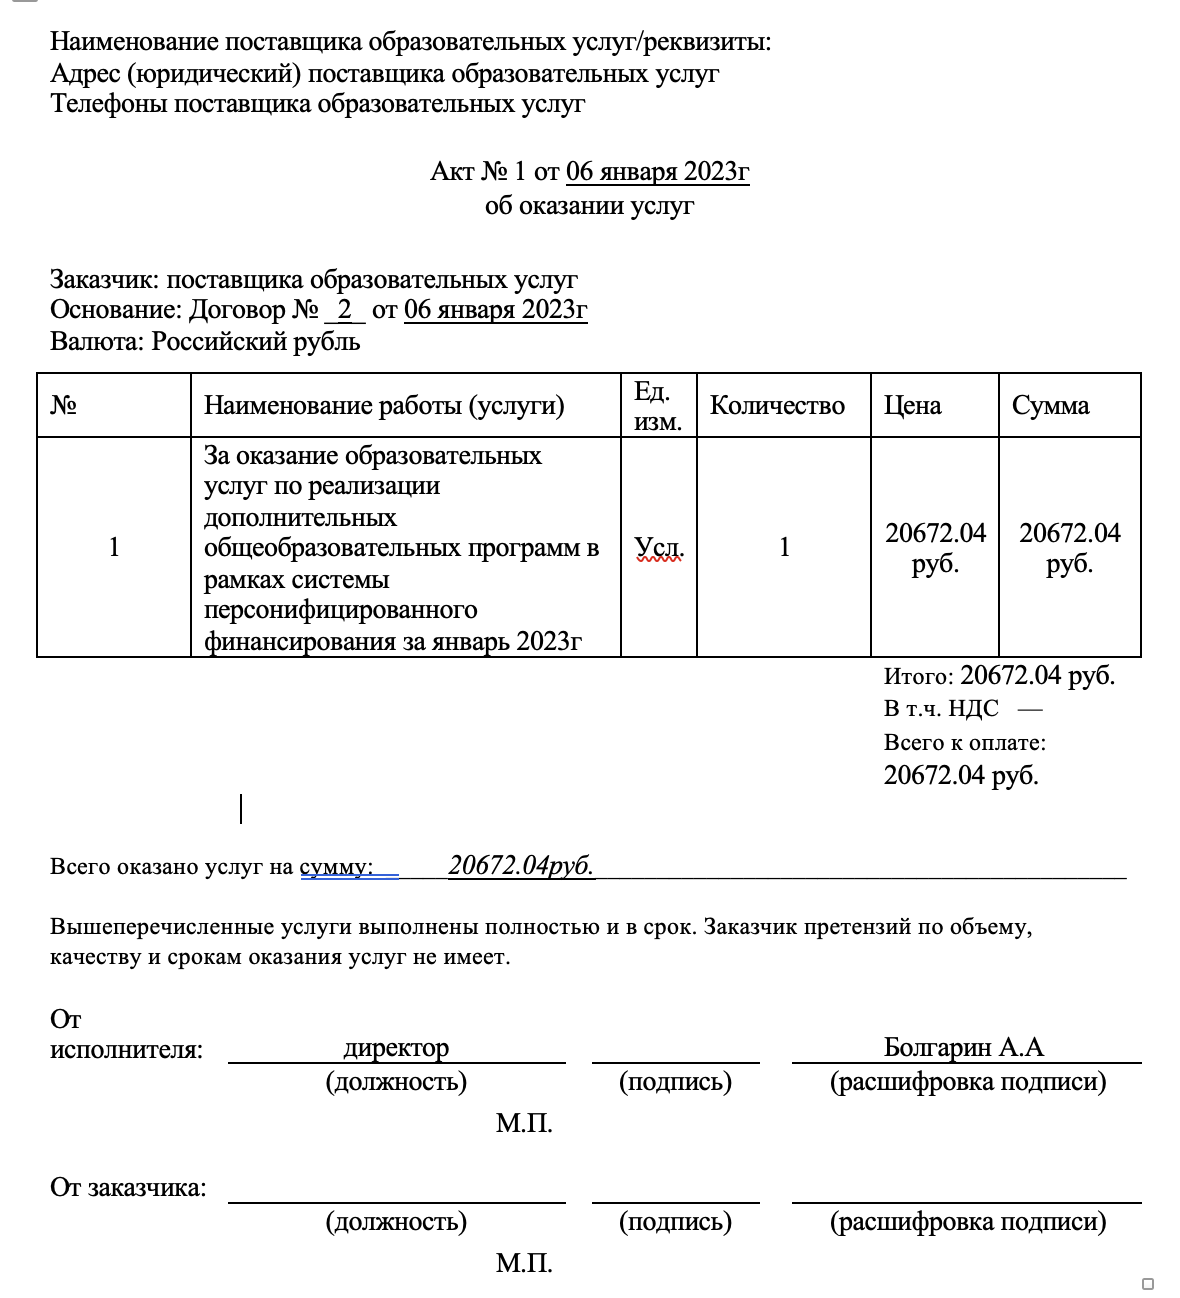 Наименование поставщика образовательных услуг/реквизиты:
Адрес (юридический) поставщика образовательных услуг
Телефоны поставщика образовательных услуг
Акт № 1 от 06 января 2023г
об оказании услуг
Заказчик: поставщика образовательных услуг
Основание: Договор № _2_ от 06 января 2023г
Валюта: Российский рубль
№ Наименование работы (услуги) Ед. изм. Количество Цена Сумма
1
За оказание образовательных
услуг по реализации
дополнительных
общеобразовательных программ в
рамках системы
персонифицированного
финансирования за январь 2023г
Усл.
1
20672.04
руб.
20672.04
руб.
Итого: 20672.04 руб.
В т.ч. НДС —
Всего к оплате:
20672.04 руб.
Всего оказано услуг на сумму: 20672.04руб.
Вышеперечисленные услуги выполнены полностью и в срок. Заказчик претензий по объему,
качеству и срокам оказания услуг не имеет.
От
исполнителя: директор Болгарин А.А
(должность) (подпись) (расшифровка подписи)
М.П.
От заказчика:
(должность) (подпись) (расшифровка подписи)
М.П.